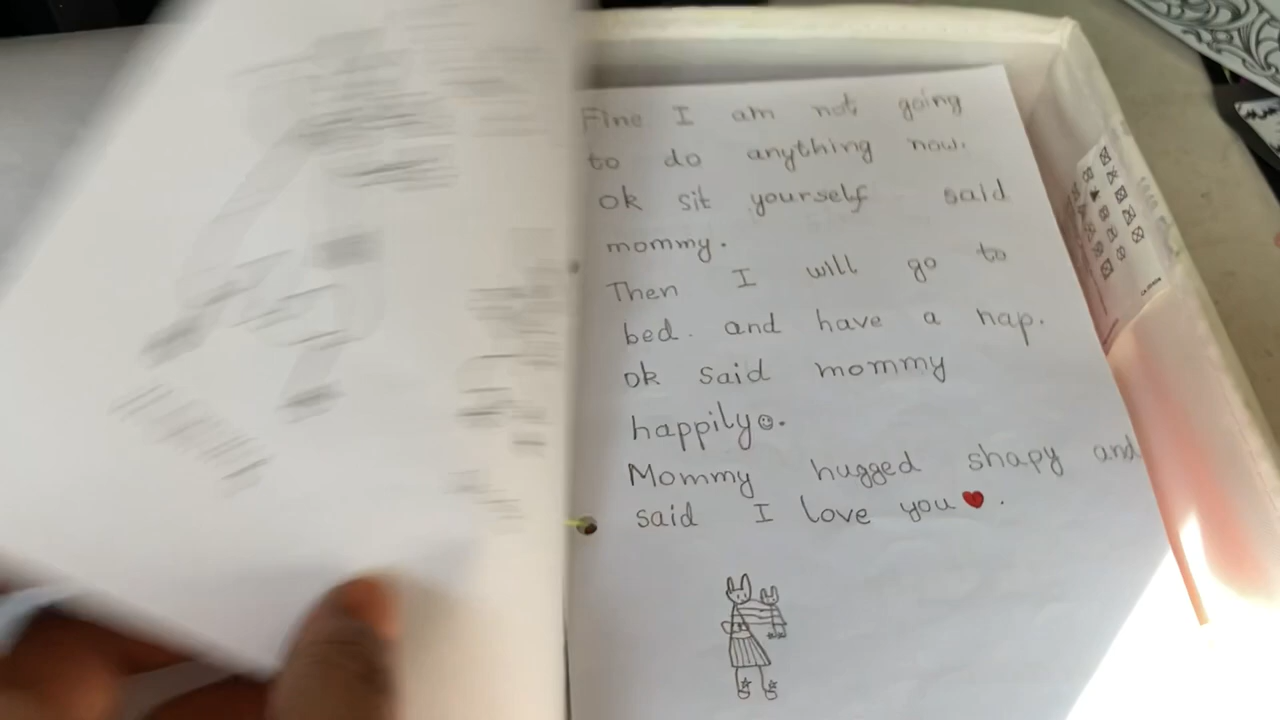 Fine I am not going
to do anything now.
ok sit yourself said
mommy.
Then I will go to
bed. and have a nap.
ok said mommy
happily☺.
Mommy hugged shapy and
said I love you❤.